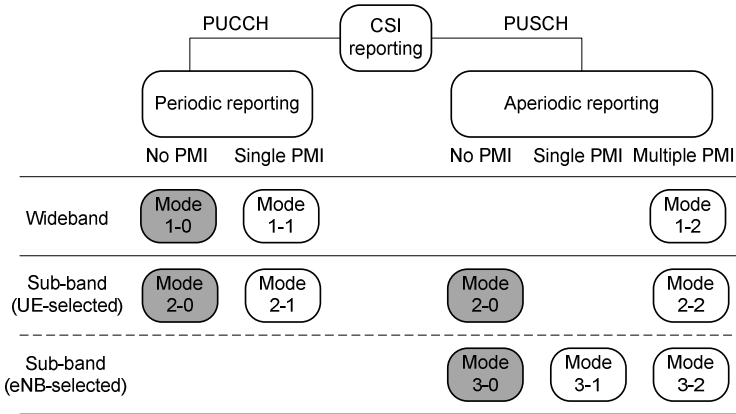 PUCCH
CSI
reporting
PUSCH
Periodic reporting
Aperiodic reporting
No PMI Single PMI No PMI Single PMI Multiple PMI
Wideband
Mode
1-0
Mode
1-1
Mode
1-2
Sub-band
(UE-selected)
Mode
2-0
Mode
2-1
Mode
2-0
Mode
2-2
Sub-band
(eNB-selected)
Mode
3-0
Mode
3-1
Mode
3-2